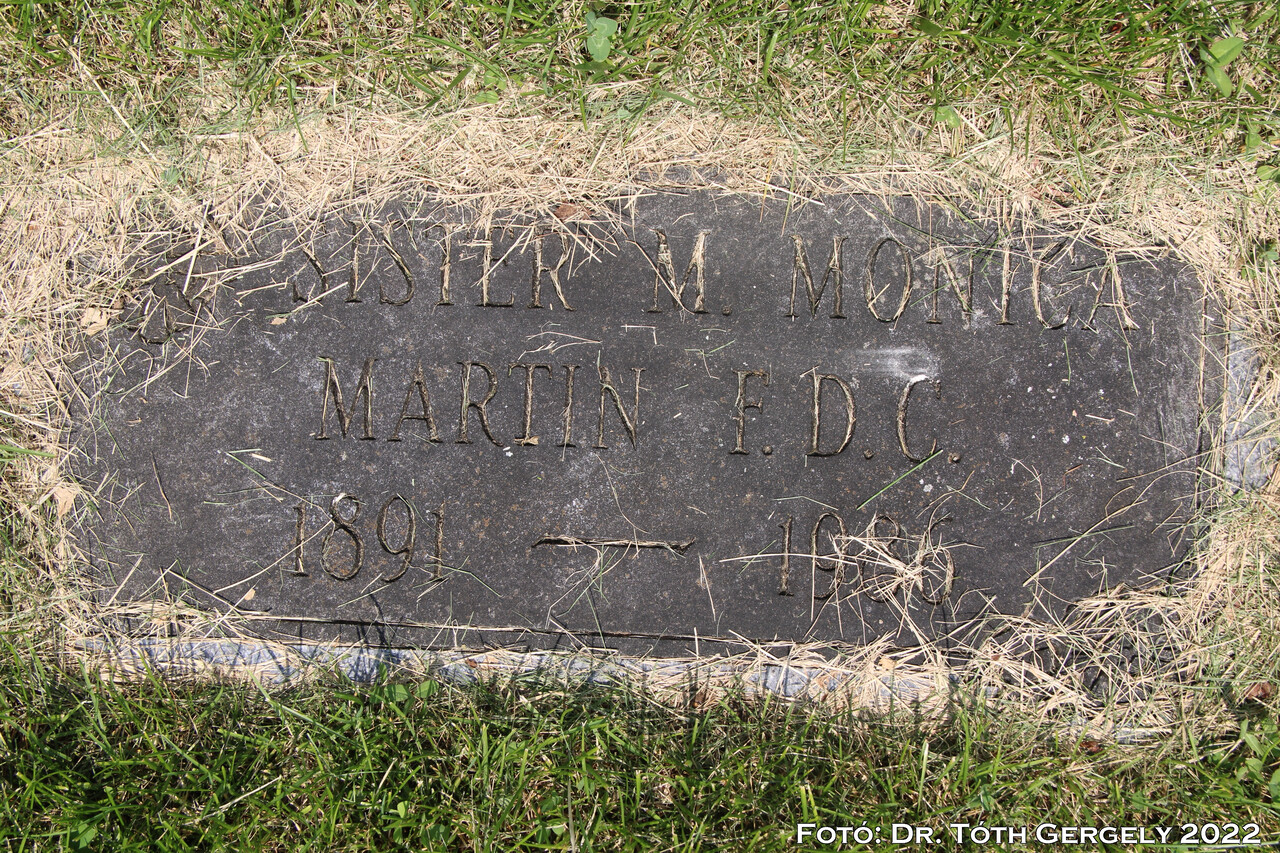 SISTER M. MONICA
MARTIN F.D.C.
1891 —
Fotó: Dr. Tóth Gergely 2022